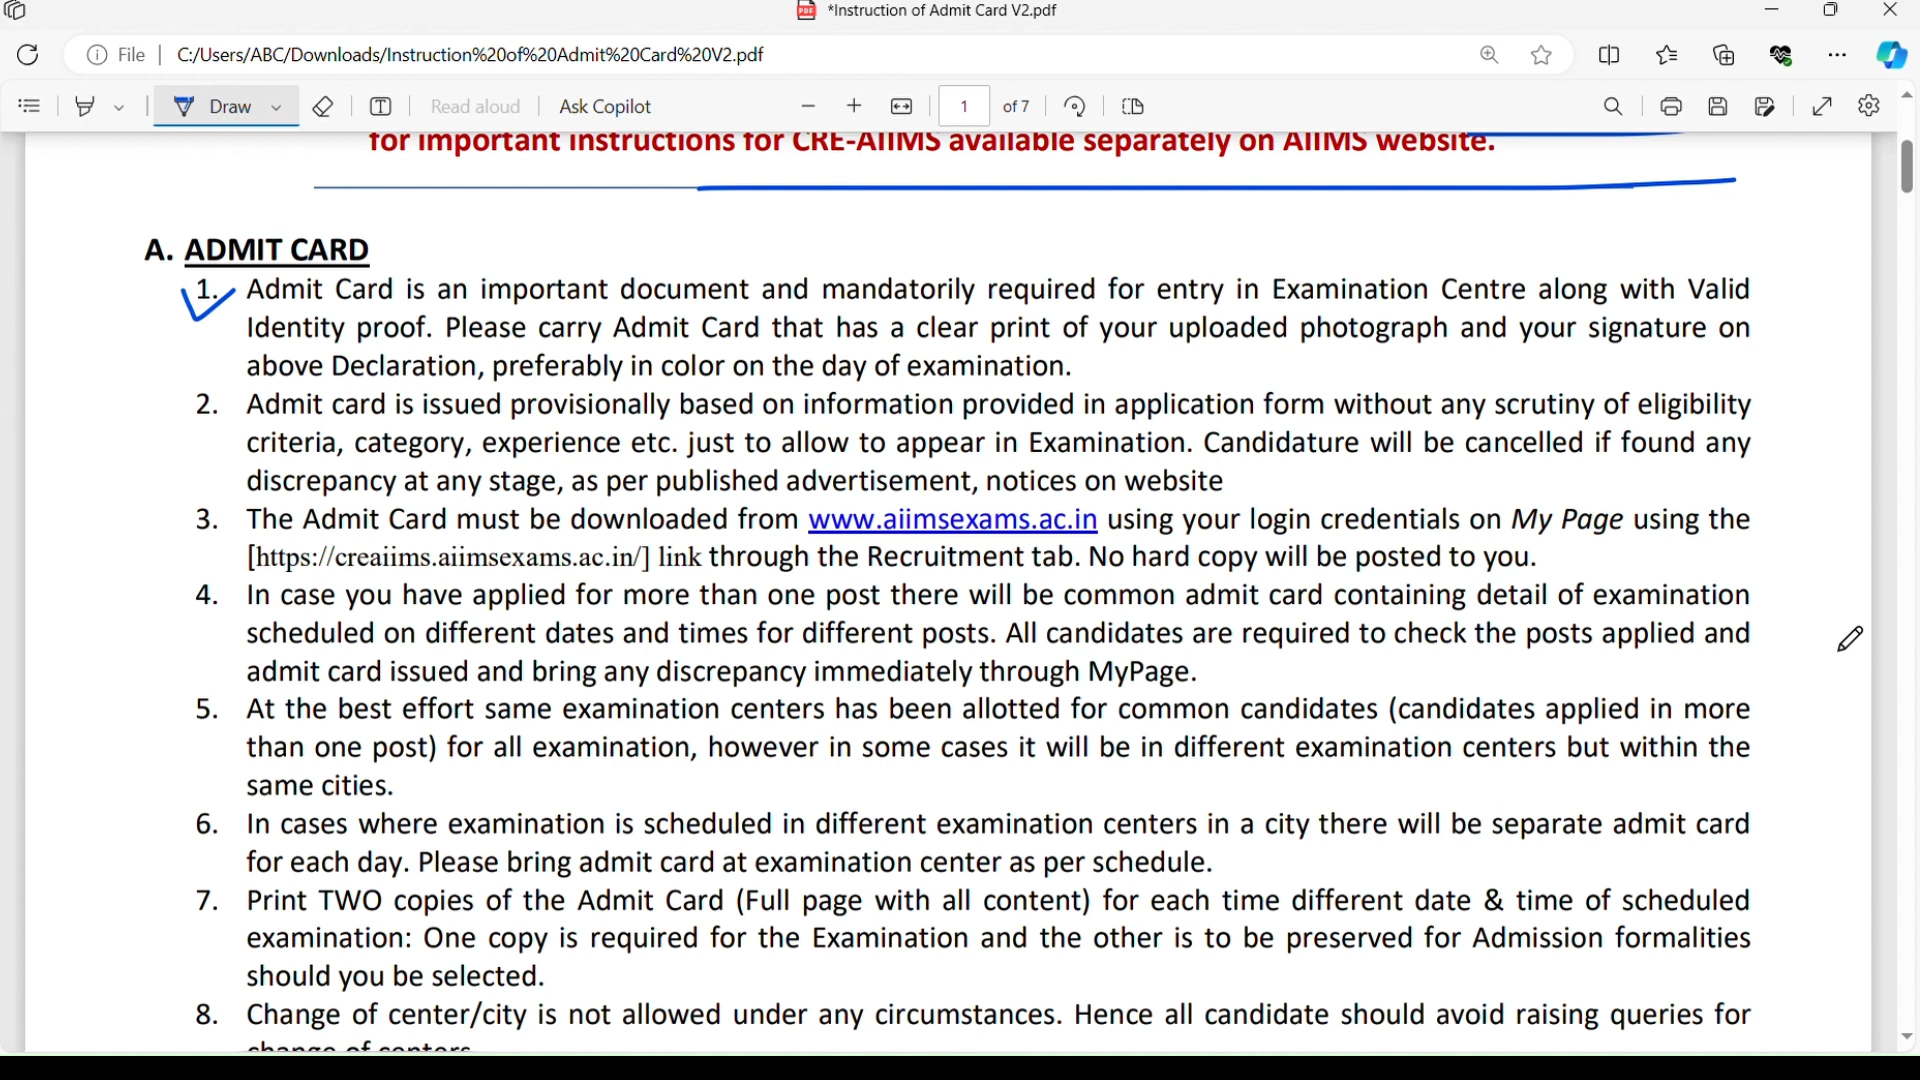 *Instruction of Admit Card V2.pdf
File C:/Users/ABC/Downloads/Instruction%20of%20Admit%20Card%20V2.pdf
Draw Read aloud Ask Copilot 1 of 7
for important instructions for CRE-AIIMS available separately on AIIMS website.
A. ADMIT CARD
1. Admit Card is an important document and mandatorily required for entry in Examination Centre along with Valid
Identity proof. Please carry Admit Card that has a clear print of your uploaded photograph and your signature on
above Declaration, preferably in color on the day of examination.
2. Admit card is issued provisionally based on information provided in application form without any scrutiny of eligibility
criteria, category, experience etc. just to allow to appear in Examination. Candidature will be cancelled if found any
discrepancy at any stage, as per published advertisement, notices on website
3. The Admit Card must be downloaded from www.aiimsexams.ac.in using your login credentials on My Page using the
[https://creaiims.aiimsexams.ac.in/] link through the Recruitment tab. No hard copy will be posted to you.
4. In case you have applied for more than one post there will be common admit card containing detail of examination
scheduled on different dates and times for different posts. All candidates are required to check the posts applied and
admit card issued and bring any discrepancy immediately through MyPage.
5. At the best effort same examination centers has been allotted for common candidates (candidates applied in more
than one post) for all examination, however in some cases it will be in different examination centers but within the
same cities.
6. In cases where examination is scheduled in different examination centers in a city there will be separate admit card
for each day. Please bring admit card at examination center as per schedule.
7. Print TWO copies of the Admit Card (Full page with all content) for each time different date & time of scheduled
examination: One copy is required for the Examination and the other is to be preserved for Admission formalities
should you be selected.
8. Change of center/city is not allowed under any circumstances. Hence all candidate should avoid raising queries for
change of centers